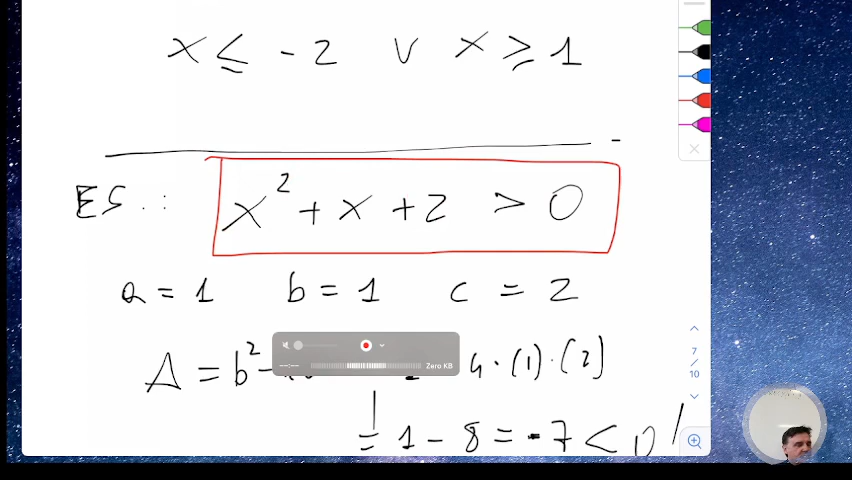 x ≤ -2 ∨ x ≥ 1
ES.:
x² + x + 2 > 0
a = 1 b = 1 c = 2
Δ = b² - 4 · (1) · (2)
Zero KB
= 1 - 8 = -7 < 0
7
/
10